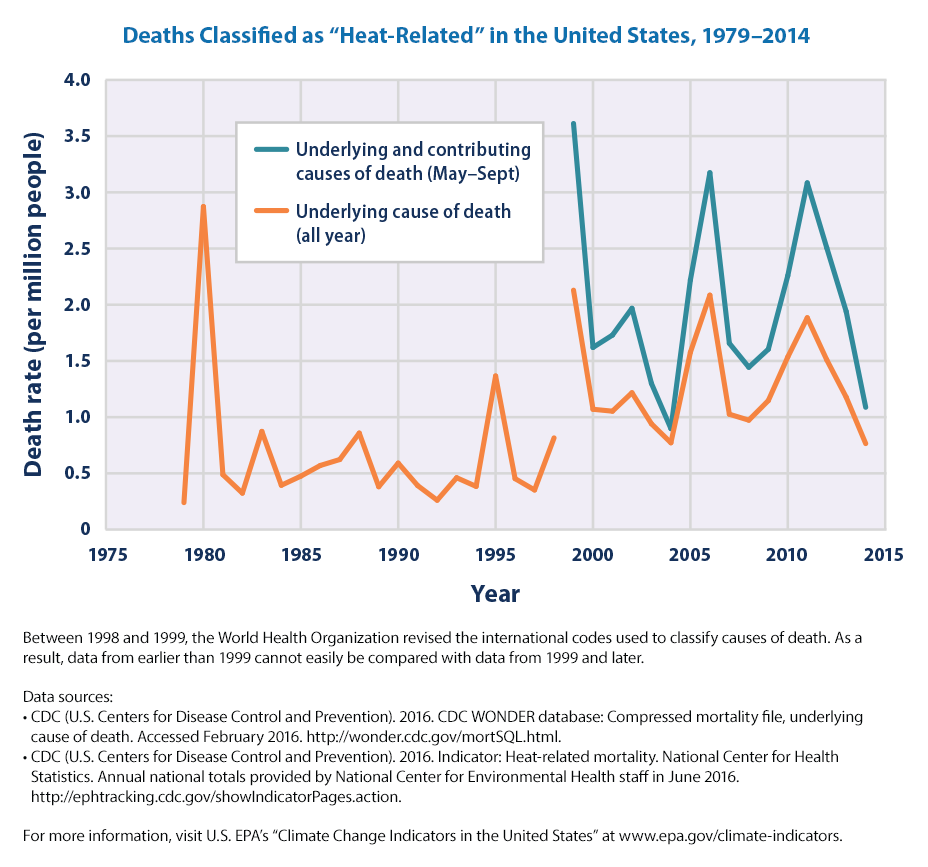 Deaths Classified as “Heat-Related” in the United States, 1979–2014
Death rate (per million people)
4.0
3.5
3.0
2.5
2.0
1.5
1.0
0.5
0
Underlying and contributing
causes of death (May–Sept)
Underlying cause of death
(all year)
1975 1980 1985 1990 1995 2000 2005 2010 2015
Year
Between 1998 and 1999, the World Health Organization revised the international codes used to classify causes of death. As a
result, data from earlier than 1999 cannot easily be compared with data from 1999 and later.
Data sources:
• CDC (U.S. Centers for Disease Control and Prevention). 2016. CDC WONDER database: Compressed mortality file, underlying
cause of death. Accessed February 2016. http://wonder.cdc.gov/mortSQL.html.
• CDC (U.S. Centers for Disease Control and Prevention). 2016. Indicator: Heat-related mortality. National Center for Health
Statistics. Annual national totals provided by National Center for Environmental Health staff in June 2016.
http://ephtracking.cdc.gov/showIndicatorPages.action.
For more information, visit U.S. EPA’s “Climate Change Indicators in the United States” at www.epa.gov/climate-indicators.